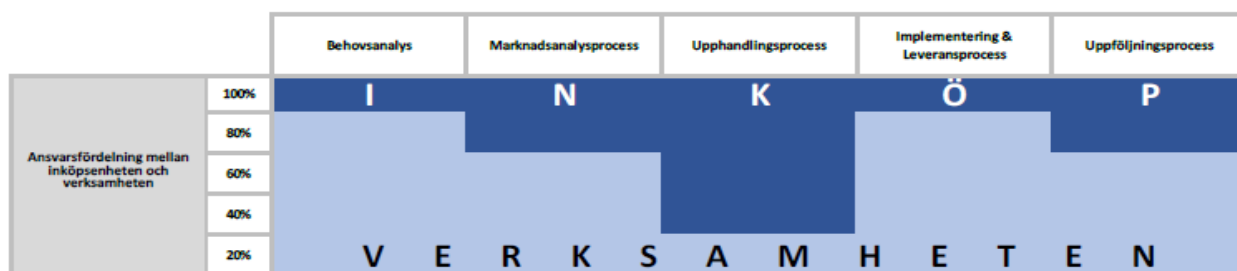 Behovsanalys Marknadsanalysprocess Upphandlingsprocess Implementering & Leveransprocess Uppföljningsprocess
Ansvarsfördelning mellan
inköpsenheten och
verksamheten
100% I N K Ö P
80%
60%
40%
20% V E R K S A M H E T E N